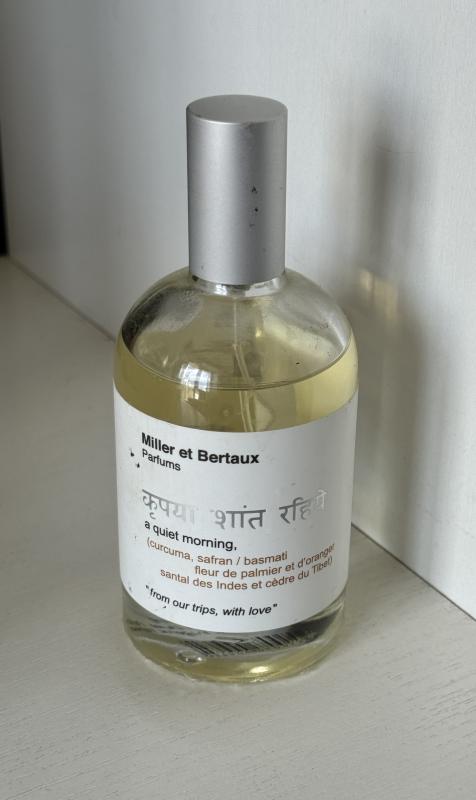 Miller et Bertaux
Parfums
कृपया शांत रहिये
a quiet morning,
(curcuma, safran / basmati
fleur de palmier et d'oranger
santal des Indes et cèdre du Tibet)
"from our trips, with love"